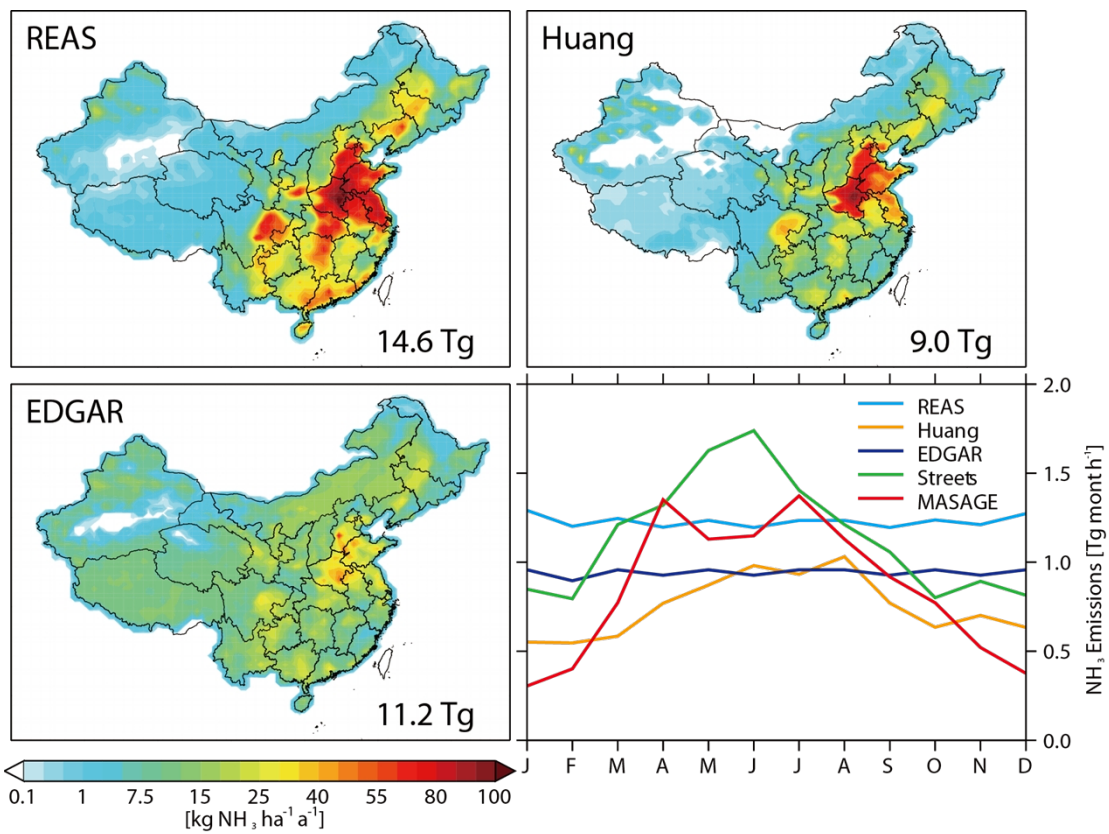 REAS
14.6 Tg
Huang
9.0 Tg
EDGAR
11.2 Tg
0.1 1 7.5 15 25 40 55 80 100
[kg NH₃ ha⁻¹ a⁻¹]
REAS
Huang
EDGAR
Streets
MASAGE
2.0
1.5
1.0
0.5
0.0
NH₃ Emissions [Tg month⁻¹]
J F M A M J J A S O N D